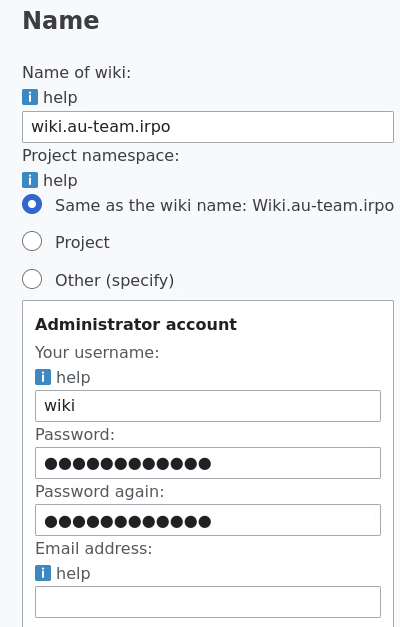 Name
Name of wiki:
help
wiki.au-team.irpo
Project namespace:
help
Same as the wiki name: Wiki.au-team.irpo
Project
Other (specify)
Administrator account
Your username:
help
wiki
Password:
●●●●●●●●●●●●
Password again:
●●●●●●●●●●●●
Email address:
help